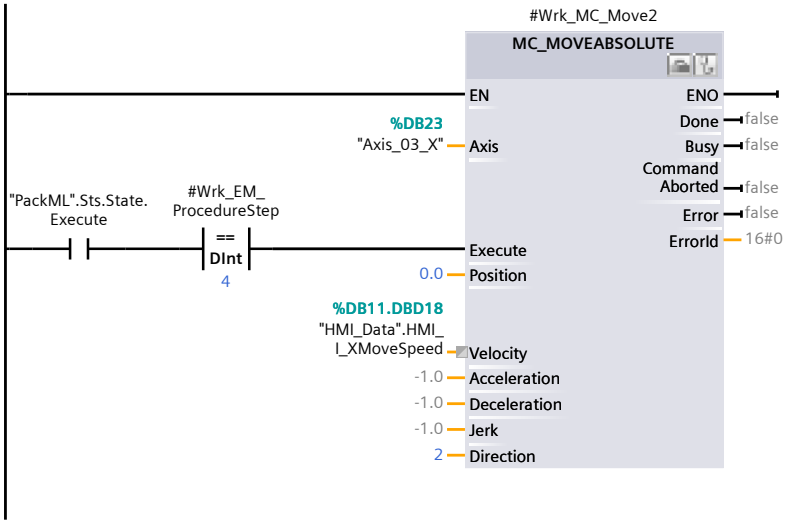 #Wrk_MC_Move2
MC_MOVEABSOLUTE
EN
ENO
Done
false
%DB23
"Axis_03_X"
Axis
Busy
false
Command
Aborted
false
Error
false
ErrorId
16#0
"PackML".Sts.State.
Execute
#Wrk_EM_
ProcedureStep
==
DInt
4
Execute
0.0
Position
%DB11.DBD18
"HMI_Data".HMI_
I_XMoveSpeed
Velocity
-1.0
Acceleration
-1.0
Deceleration
-1.0
Jerk
2
Direction